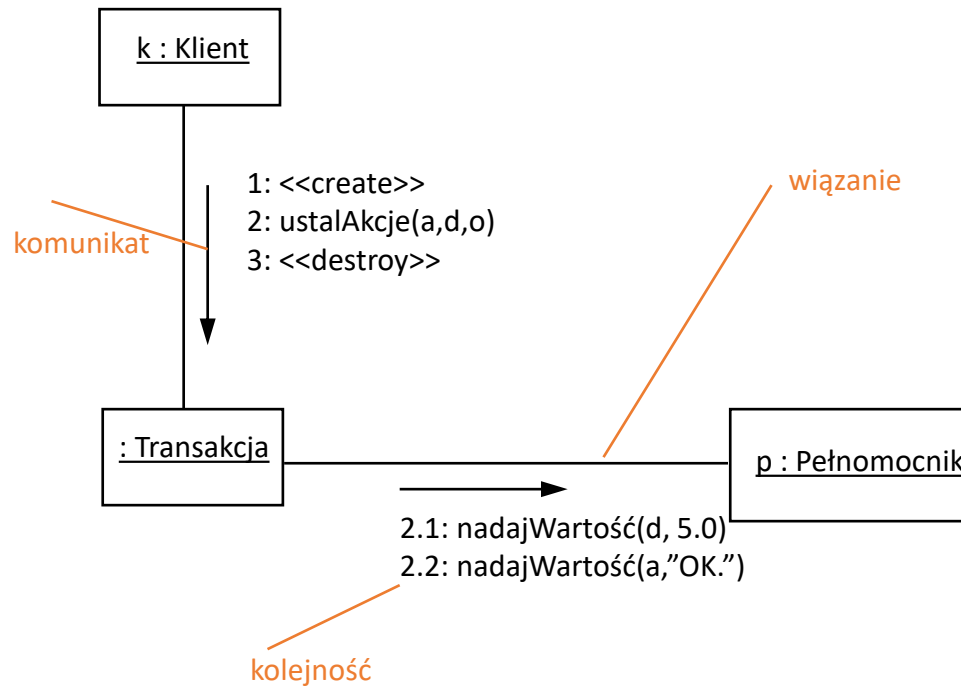 k : Klient
1: <<create>>
2: ustalAkcje(a,d,o)
3: <<destroy>>
komunikat
wiązanie
: Transakcja
p : Pełnomocnik
2.1: nadajWartość(d, 5.0)
2.2: nadajWartość(a,”OK.”)
kolejność